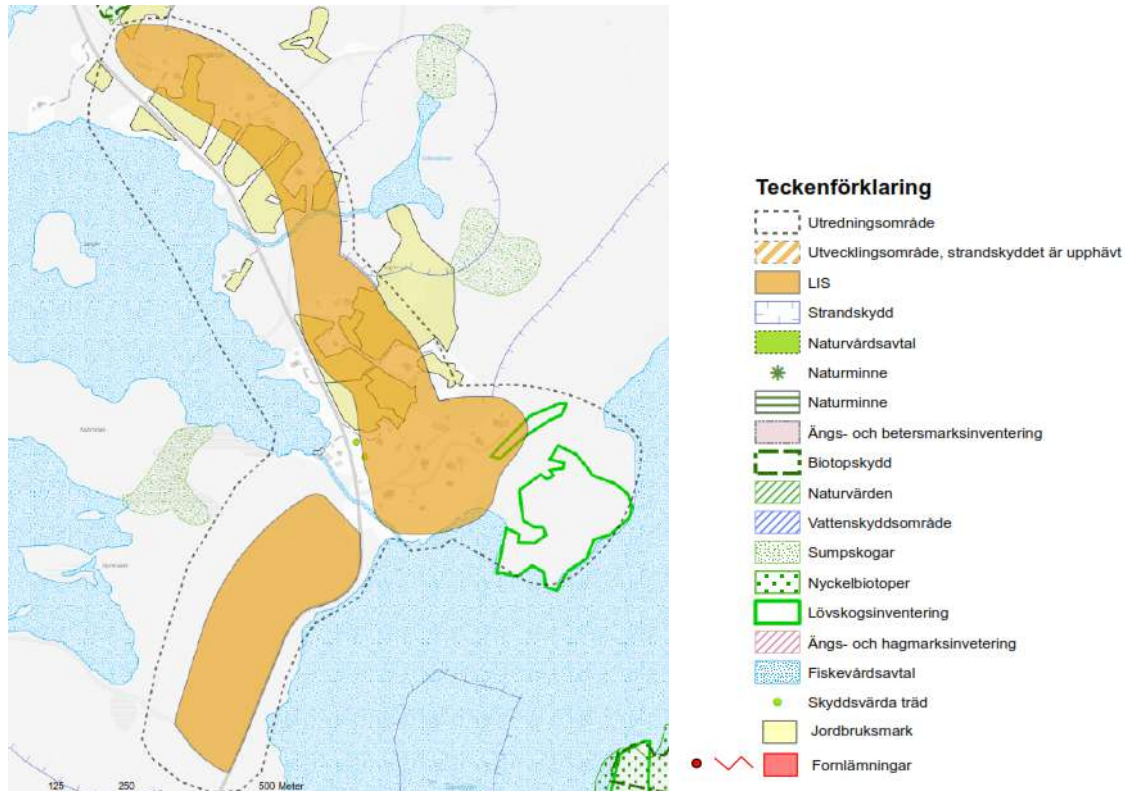 Teckenförklaring
Utredningsområde
Utvecklingsområde, strandskyddet är upphävt
LIS
Strandskydd
Naturvårdsavtal
Naturminne
Naturminne
Ängs- och betersmarksinventering
Biotopskydd
Naturvärden
Vattenskyddsområde
Sumpskogar
Nyckelbiotoper
Lövskogsinventering
Ängs- och hagmarksinvetering
Fiskevårdsavtal
Skyddsvärda träd
Jordbruksmark
Fornlämningar
125 250 500 Meter